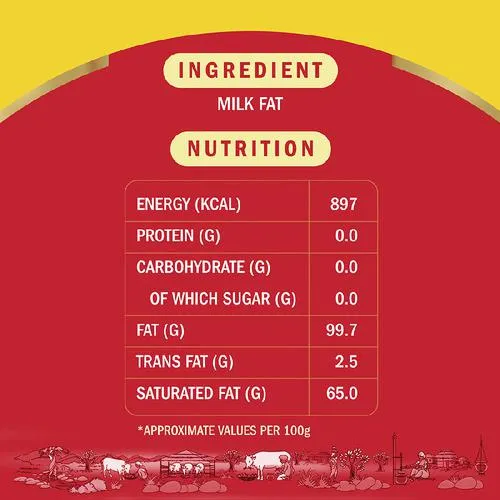 INGREDIENT
MILK FAT
NUTRITION
ENERGY (KCAL) 897
PROTEIN (G) 0.0
CARBOHYDRATE (G) 0.0
OF WHICH SUGAR (G) 0.0
FAT (G) 99.7
TRANS FAT (G) 2.5
SATURATED FAT (G) 65.0
*APPROXIMATE VALUES PER 100g